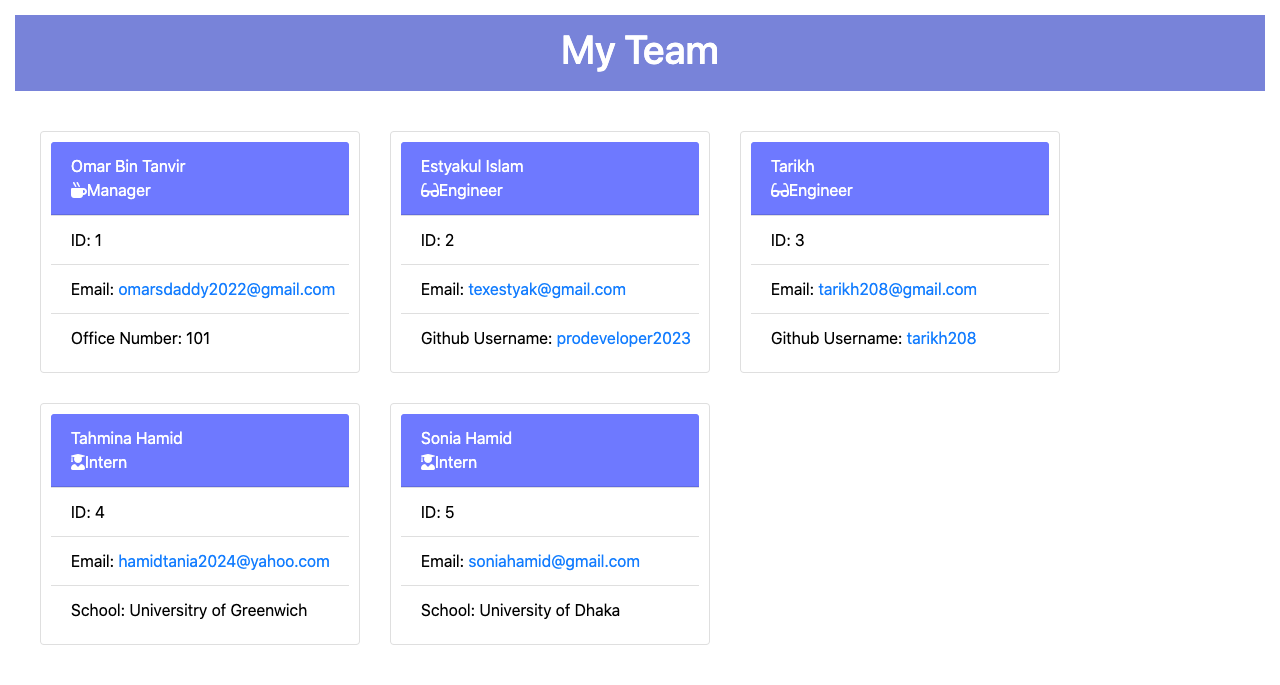 My Team
Omar Bin Tanvir
Manager
ID: 1
Email: omarsdaddy2022@gmail.com
Office Number: 101
Estyakul Islam
Engineer
ID: 2
Email: texestyak@gmail.com
Github Username: prodeveloper2023
Tarikh
Engineer
ID: 3
Email: tarikh208@gmail.com
Github Username: tarikh208
Tahmina Hamid
Intern
ID: 4
Email: hamidtania2024@yahoo.com
School: Universitry of Greenwich
Sonia Hamid
Intern
ID: 5
Email: soniahamid@gmail.com
School: University of Dhaka